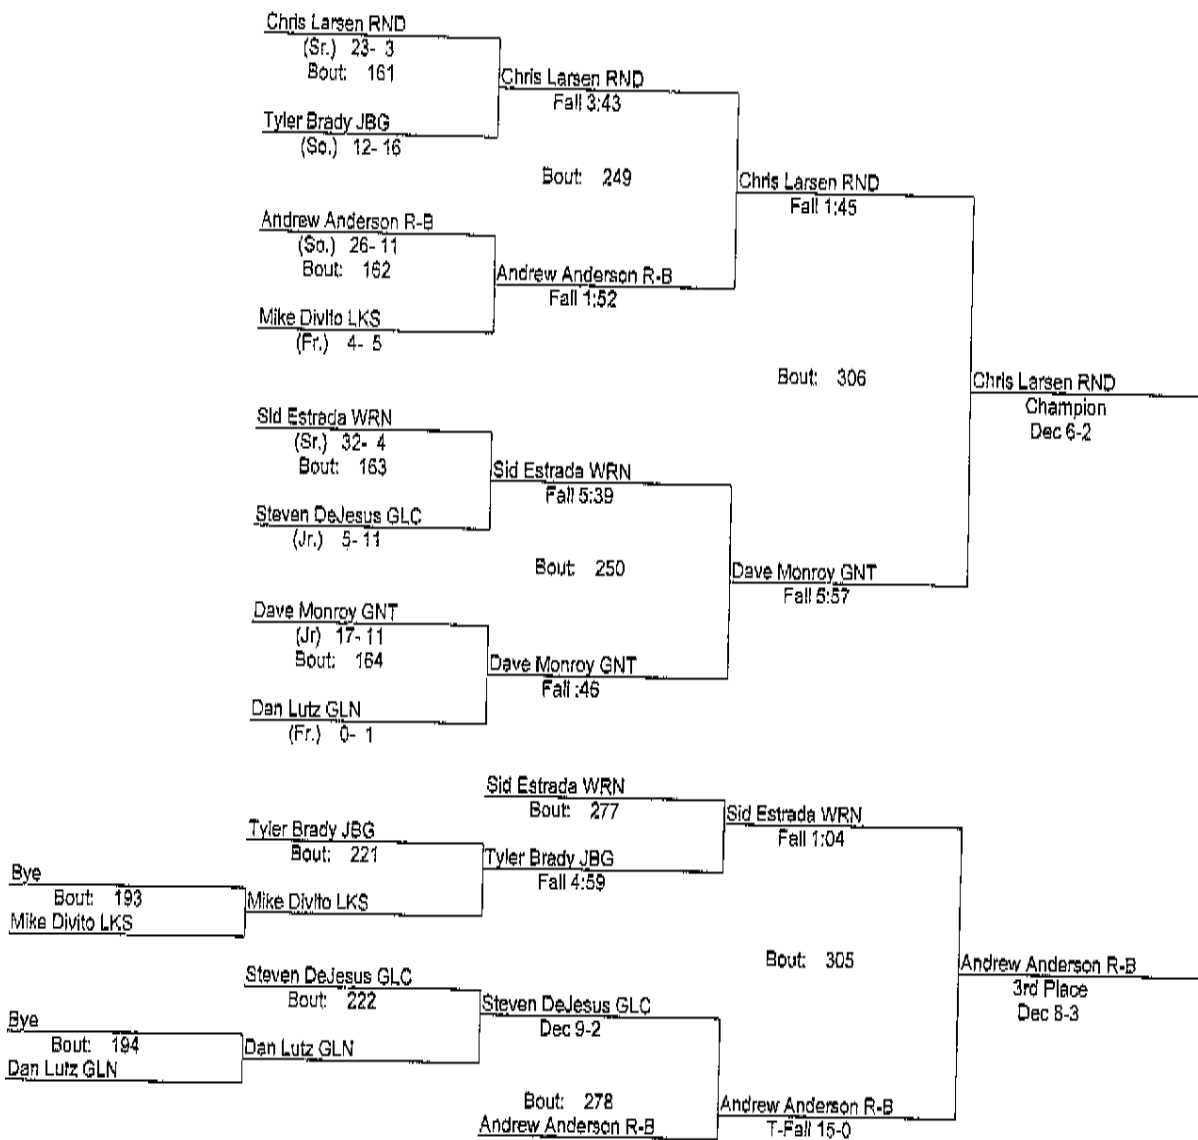 Chris Larsen RND
(Sr.) 23- 3
Bout: 161
Chris Larsen RND
Fall 3:43
Tyler Brady JBG
(So.) 12- 16
Bout: 249
Chris Larsen RND
Fall 1:45
Andrew Anderson R-B
(So.) 26- 11
Bout: 162
Andrew Anderson R-B
Fall 1:52
Mike Divito LKS
(Fr.) 4- 5
Bout: 306
Chris Larsen RND
Champion
Dec 6-2
Sid Estrada WRN
(Sr.) 32- 4
Bout: 163
Sid Estrada WRN
Fall 5:39
Steven DeJesus GLC
(Jr.) 5- 11
Bout: 250
Dave Monroy GNT
Fall 5:57
Dave Monroy GNT
(Jr) 17- 11
Bout: 164
Dave Monroy GNT
Fall :46
Dan Lutz GLN
(Fr.) 0- 1
Sid Estrada WRN
Bout: 277
Sid Estrada WRN
Fall 1:04
Tyler Brady JBG
Bout: 221
Tyler Brady JBG
Fall 4:59
Bye
Bout: 193
Mike Divito LKS
Mike Divito LKS
Bout: 305
Andrew Anderson R-B
3rd Place
Dec 8-3
Steven DeJesus GLC
Bout: 222
Steven DeJesus GLC
Dec 9-2
Bye
Bout: 194
Dan Lutz GLN
Dan Lutz GLN
Bout: 278
Andrew Anderson R-B
Andrew Anderson R-B
T-Fall 15-0